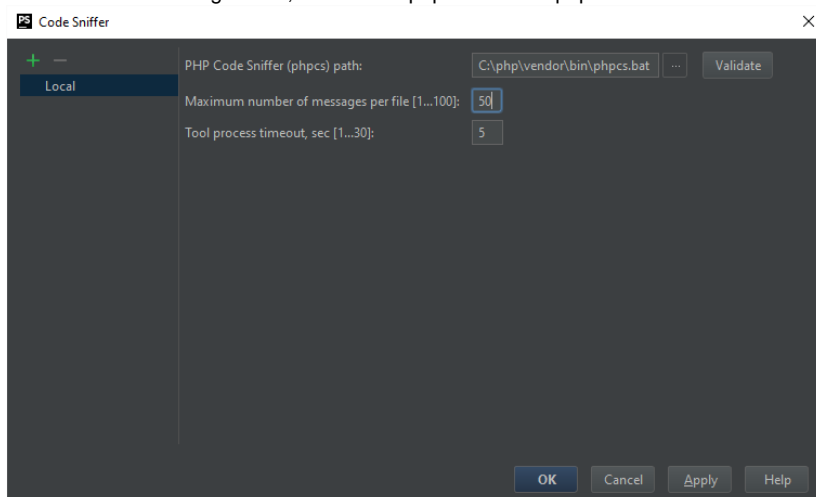 PS Code Sniffer
Local
PHP Code Sniffer (phpcs) path: C:\php\vendor\bin\phpcs.bat ... Validate
Maximum number of messages per file [1...100]: 50
Tool process timeout, sec [1...30]: 5
OK Cancel Apply Help